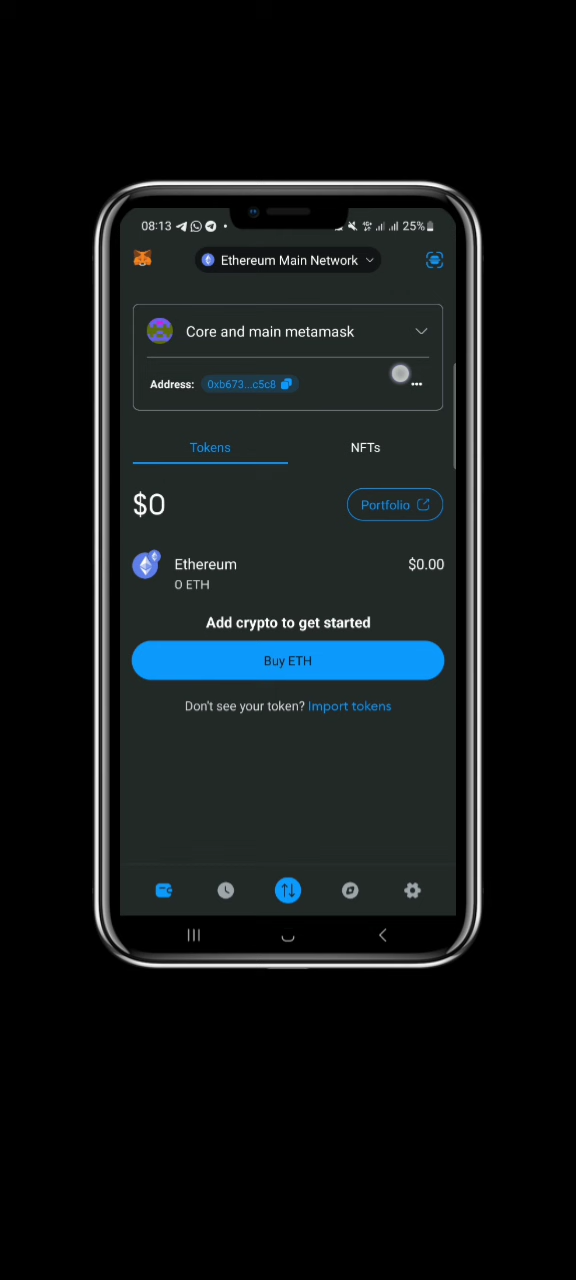 08:13 25%
Ethereum Main Network
Core and main metamask
Address: 0xb673...c5c8
Tokens NFTs
$0 Portfolio
Ethereum $0.00
0 ETH
Add crypto to get started
Buy ETH
Don't see your token? Import tokens